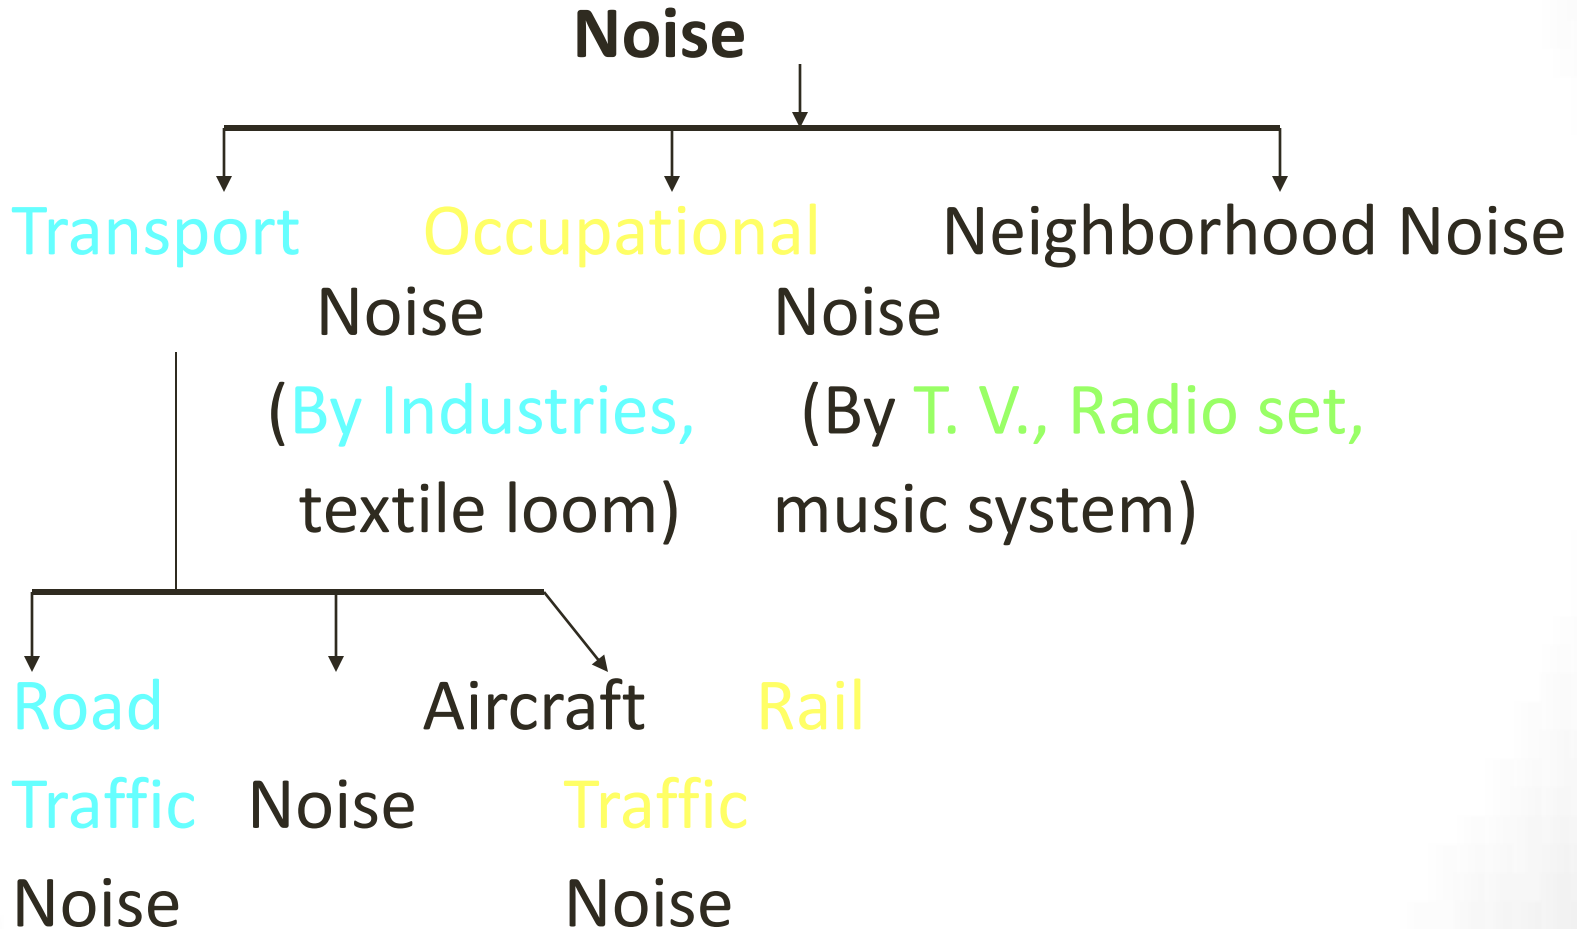 Noise
Transport Occupational Neighborhood Noise
Noise Noise
(By Industries, (By T. V., Radio set,
textile loom) music system)
Road Aircraft Rail
Traffic Noise Traffic
Noise Noise